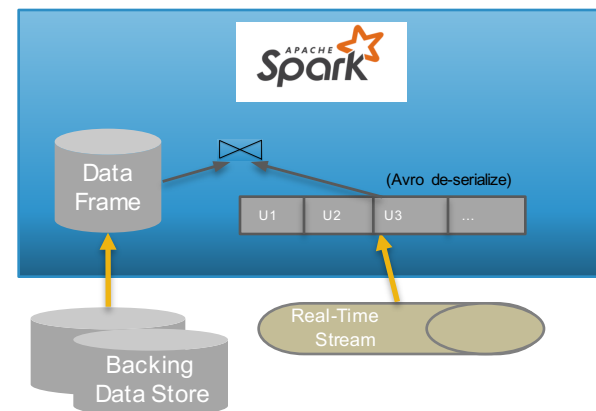 APACHE
Spark
Data
Frame
(Avro de-serialize)
U1 U2 U3 ...
Real-Time
Stream
Backing
Data Store